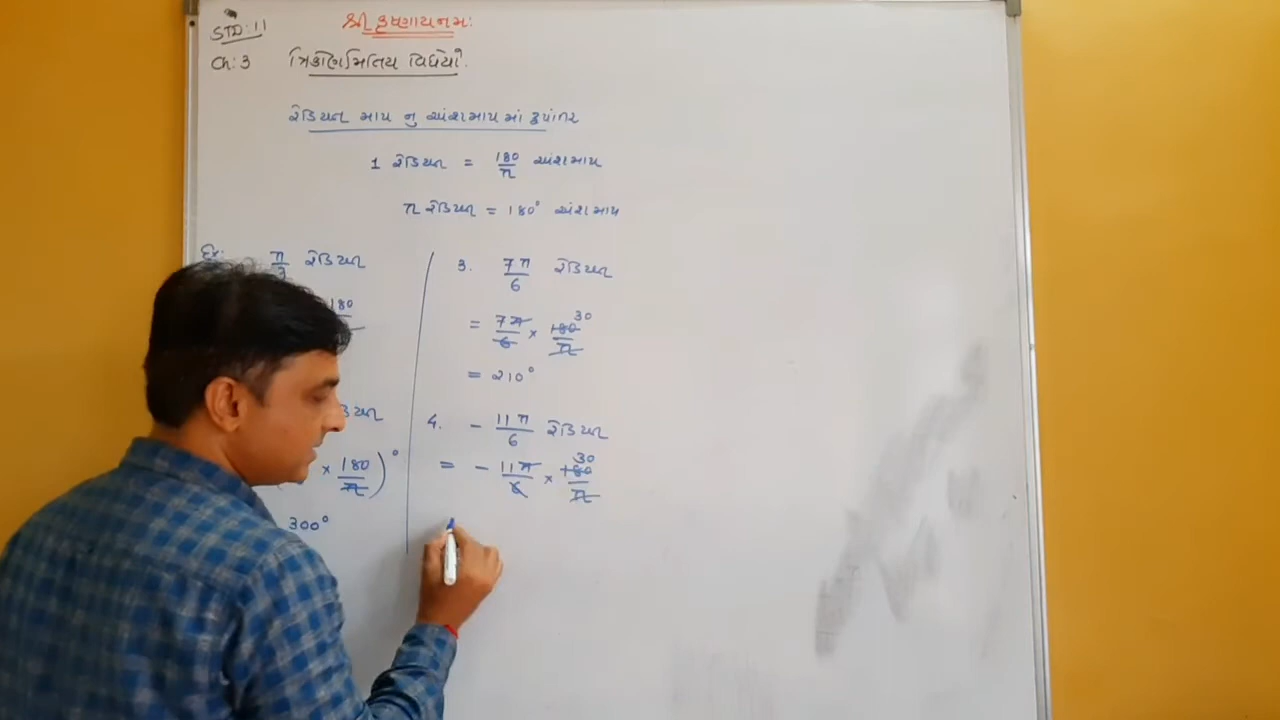 STD: 11
શ્રી કૃષ્ણાય નમઃ
Ch: 3 ત્રિકોણમિતિય વિધેયો.
રેડિયન માપ નુ અંશમાપ માં રૂપાંતર
1 રેડિયન = 180/π અંશમાપ
π રેડિયન = 180° અંશમાપ
Ex: π/3 રેડિયન
180
× 180/π )°
300°
3. 7π/6 રેડિયન
= 7π/6 × 180/π 30
= 210°
4. - 11π/6 રેડિયન
= - 11π/6 × 180/π 30